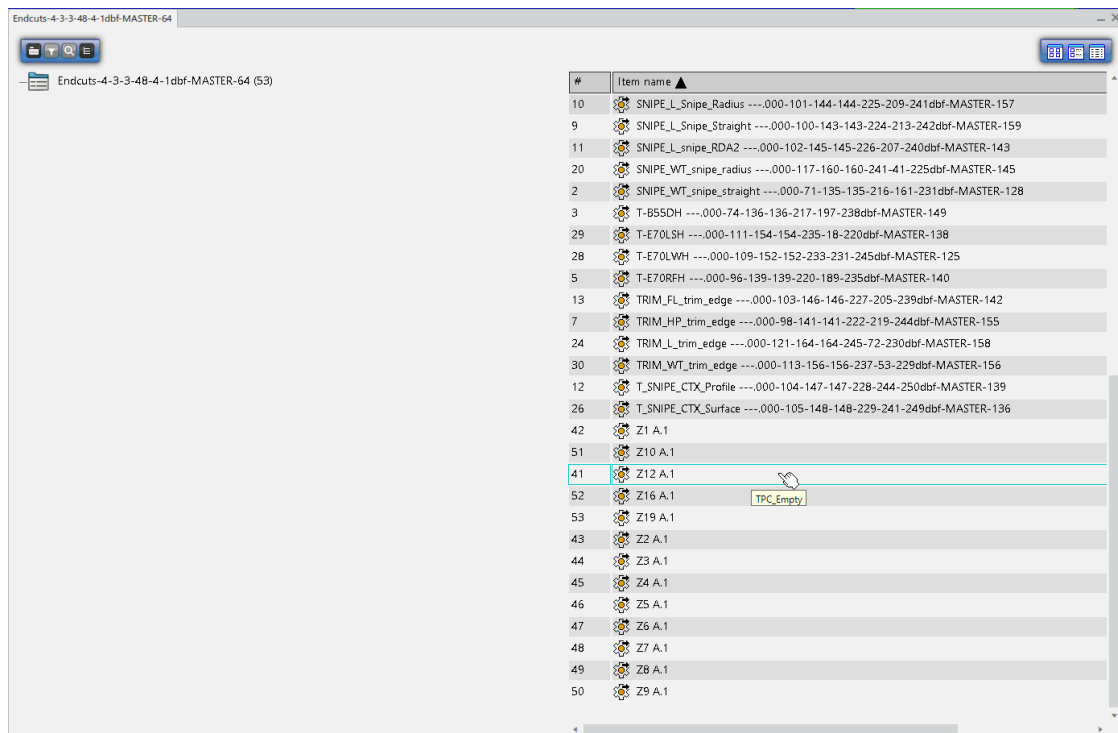 Endcuts-4-3-3-48-4-1dbf-MASTER-64
Endcuts-4-3-3-48-4-1dbf-MASTER-64 (53)
# Item name
10 SNIPE_L_Snipe_Radius ---.000-101-144-144-225-209-241dbf-MASTER-157
9 SNIPE_L_Snipe_Straight ---.000-100-143-143-224-213-242dbf-MASTER-159
11 SNIPE_L_snipe_RDA2 ---.000-102-145-145-226-207-240dbf-MASTER-143
20 SNIPE_WT_snipe_radius ---.000-117-160-160-241-41-225dbf-MASTER-145
2 SNIPE_WT_snipe_straight ---.000-71-135-135-216-161-231dbf-MASTER-128
3 T-B55DH ---.000-74-136-136-217-197-238dbf-MASTER-149
29 T-E70LSH ---.000-111-154-154-235-18-220dbf-MASTER-138
28 T-E70LWH ---.000-109-152-152-233-231-245dbf-MASTER-125
5 T-E70RFH ---.000-96-139-139-220-189-235dbf-MASTER-140
13 TRIM_FL_trim_edge ---.000-103-146-146-227-205-239dbf-MASTER-142
7 TRIM_HP_trim_edge ---.000-98-141-141-222-219-244dbf-MASTER-155
24 TRIM_L_trim_edge ---.000-121-164-164-245-72-230dbf-MASTER-158
30 TRIM_WT_trim_edge ---.000-113-156-156-237-53-229dbf-MASTER-156
12 T_SNIPE_CTX_Profile ---.000-104-147-147-228-244-250dbf-MASTER-139
26 T_SNIPE_CTX_Surface ---.000-105-148-148-229-241-249dbf-MASTER-136
42 Z1 A.1
51 Z10 A.1
41 Z12 A.1
52 Z16 A.1
TPC_Empty
53 Z19 A.1
43 Z2 A.1
44 Z3 A.1
45 Z4 A.1
46 Z5 A.1
47 Z6 A.1
48 Z7 A.1
49 Z8 A.1
50 Z9 A.1